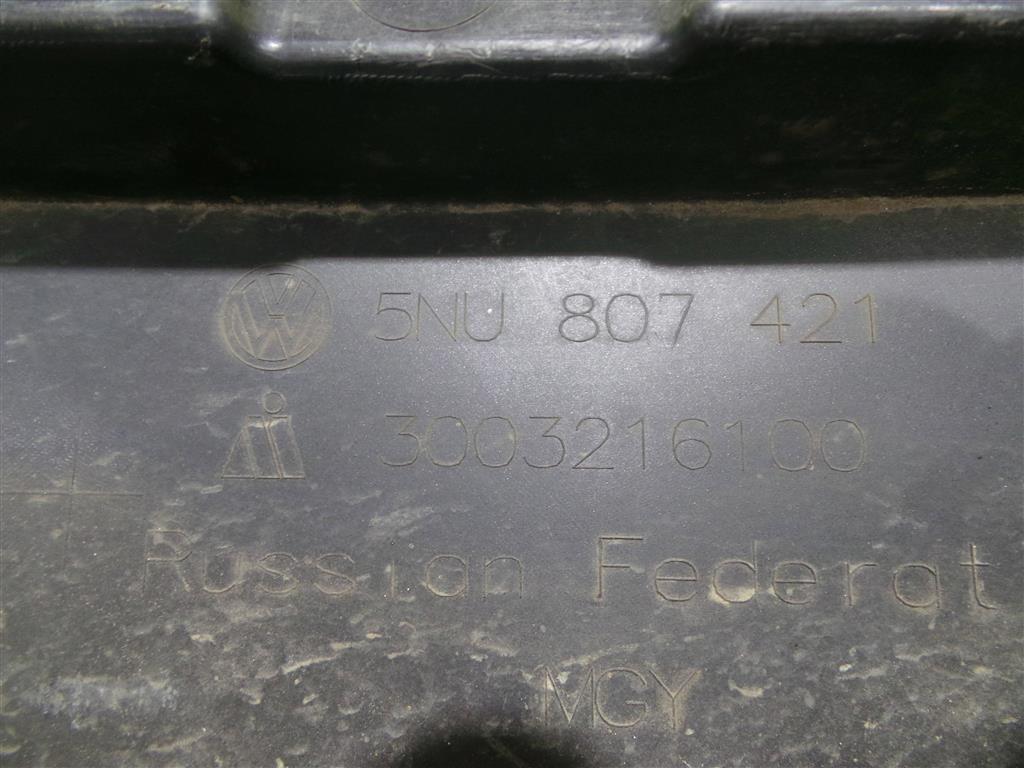 5NU 807 421
3003216100
Russian Federat
MGY